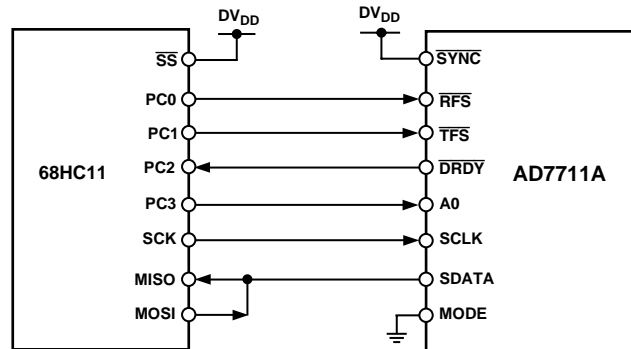 DVDD DVDD
SS SYNC
PC0 RFS
PC1 TFS
PC2 DRDY
68HC11 AD7711A
PC3 A0
SCK SCLK
MISO SDATA
MOSI MODE